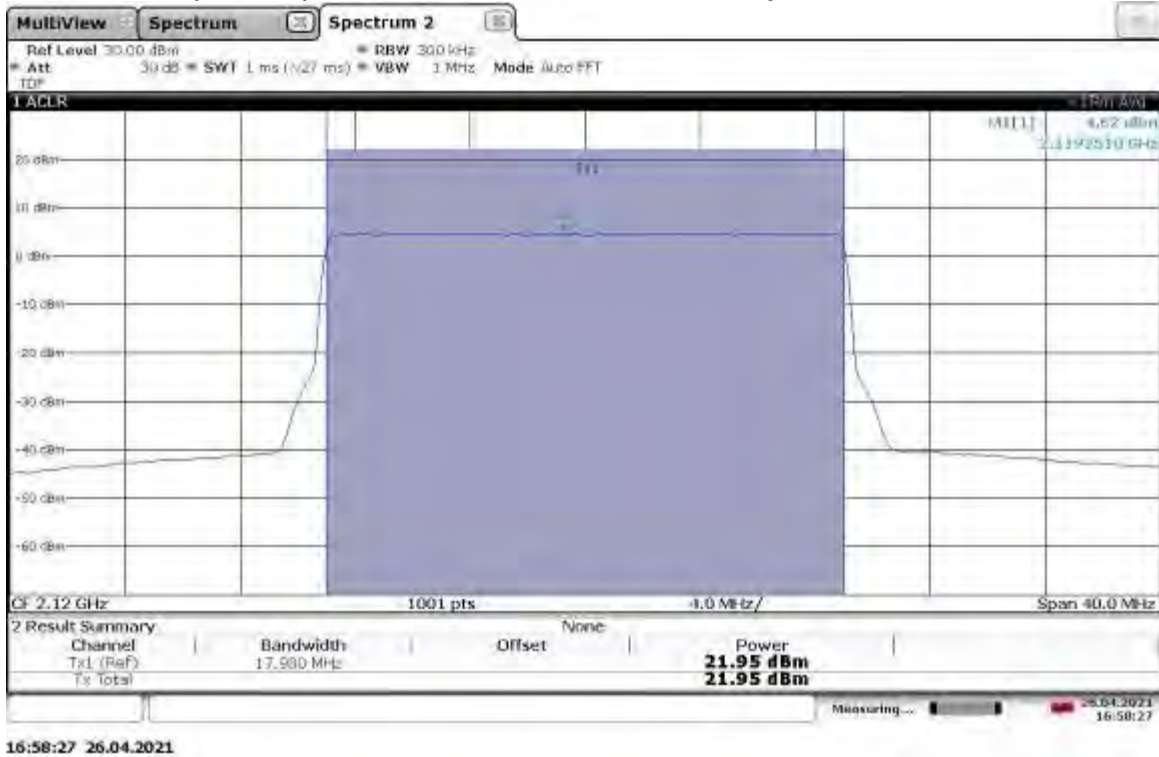 MultiView Spectrum Spectrum 2
Ref Level 30.00 dBm RBW 300 kHz
Att 30 dB SWT 1 ms VBW 1 MHz Mode Auto FFT
TDF
1 ACLR 1Rm Avg
M1[1] 4.62 dBm
2.1192510 GHz
20 dBm
Tx1
10 dBm
0 dBm
-10 dBm
-20 dBm
-30 dBm
-40 dBm
-50 dBm
-60 dBm
CF 2.12 GHz 1001 pts 4.0 MHz/ Span 40.0 MHz
2 Result Summary None
Channel Bandwidth Offset Power
Tx1 (Ref) 17.980 MHz 21.95 dBm
Tx Total 21.95 dBm
Measuring... 26.04.2021
16:58:27
16:58:27 26.04.2021